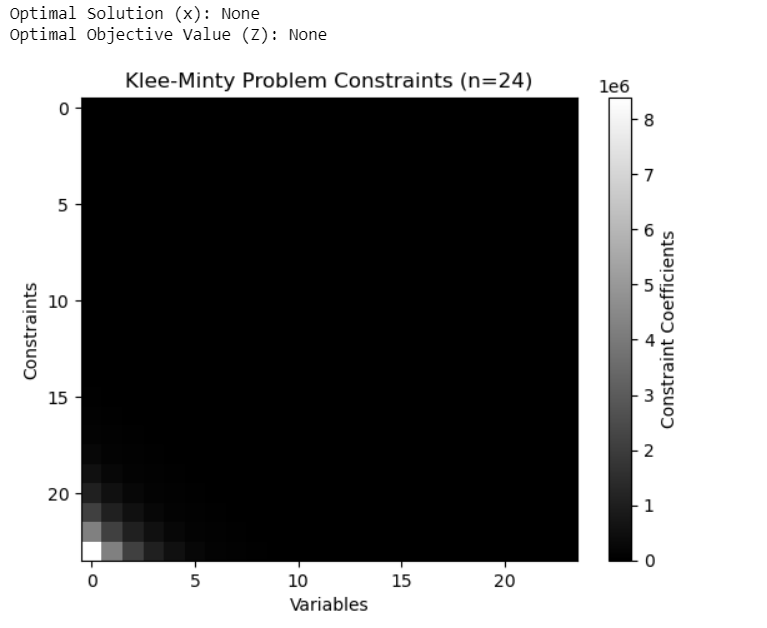 Optimal Solution (x): None
Optimal Objective Value (Z): None
Klee-Minty Problem Constraints (n=24)
1e6
0
5
10
15
20
Constraints
0
5
10
15
20
Variables
8
7
6
5
4
3
2
1
0
Constraint Coefficients